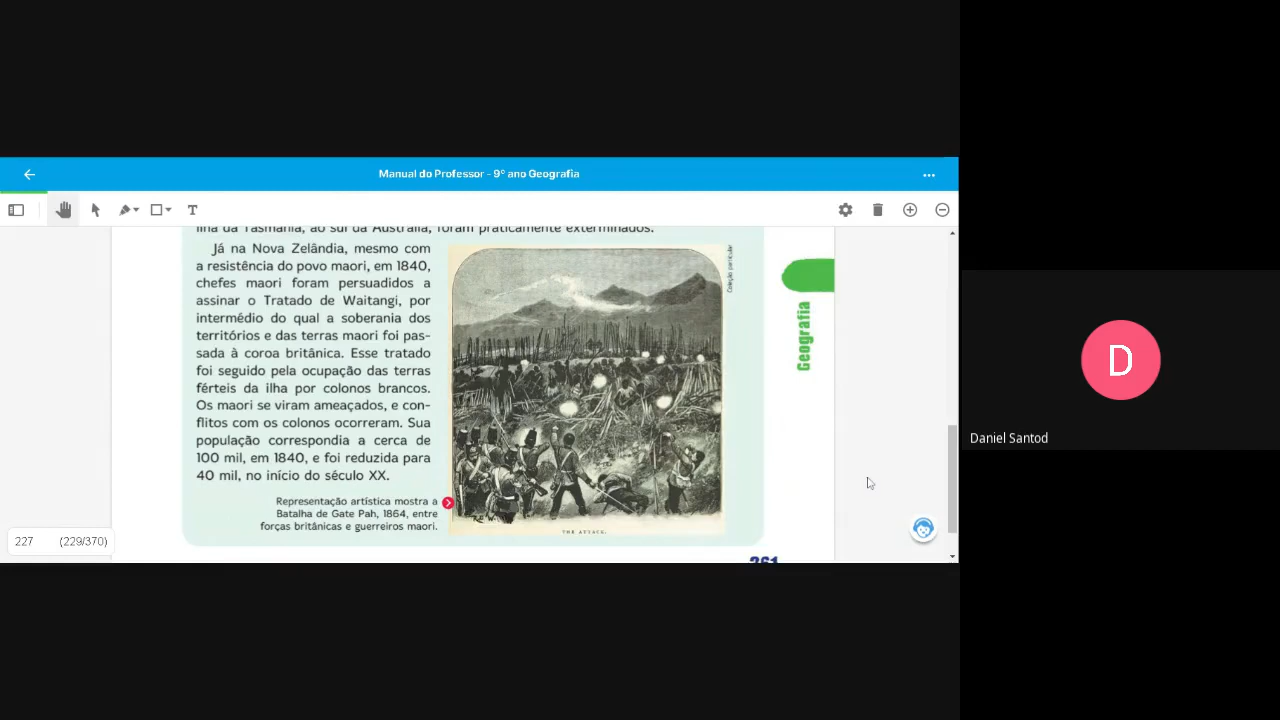 Manual do Professor - 9º ano Geografia
ilha da Tasmânia, ao sul da Austrália, foram praticamente exterminados.
Já na Nova Zelândia, mesmo com
a resistência do povo maori, em 1840,
chefes maori foram persuadidos a
assinar o Tratado de Waitangi, por
intermédio do qual a soberania dos
territórios e das terras maori foi pas-
sada à coroa britânica. Esse tratado
foi seguido pela ocupação das terras
férteis da ilha por colonos brancos.
Os maori se viram ameaçados, e con-
flitos com os colonos ocorreram. Sua
população correspondia a cerca de
100 mil, em 1840, e foi reduzida para
40 mil, no início do século XX.
Representação artística mostra a
Batalha de Gate Pah, 1864, entre
forças britânicas e guerreiros maori.
Coleção particular
THE ATTACK.
Geografia
261
227 (229/370)
T
D
Daniel Santod